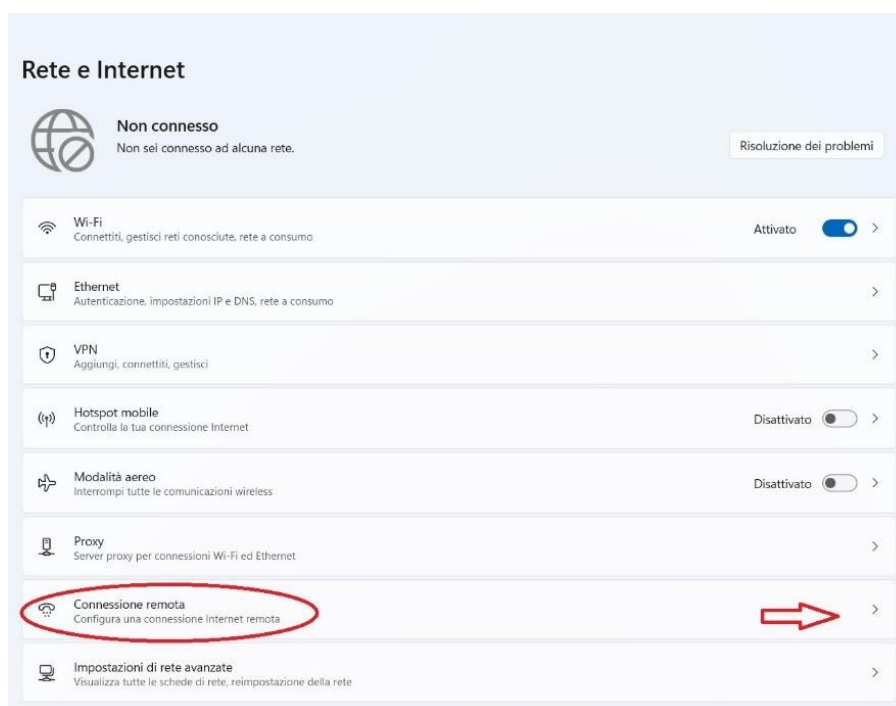 Rete e Internet
Non connesso
Non sei connesso ad alcuna rete.
Risoluzione dei problemi
Wi-Fi
Connettiti, gestisci reti conosciute, rete a consumo
Attivato
Ethernet
Autenticazione, impostazioni IP e DNS, rete a consumo
VPN
Aggiungi, connettiti, gestisci
Hotspot mobile
Controlla la tua connessione Internet
Disattivato
Modalità aereo
Interrompi tutte le comunicazioni wireless
Disattivato
Proxy
Server proxy per connessioni Wi-Fi ed Ethernet
Connessione remota
Configura una connessione Internet remota
Impostazioni di rete avanzate
Visualizza tutte le schede di rete, reimpostazione della rete